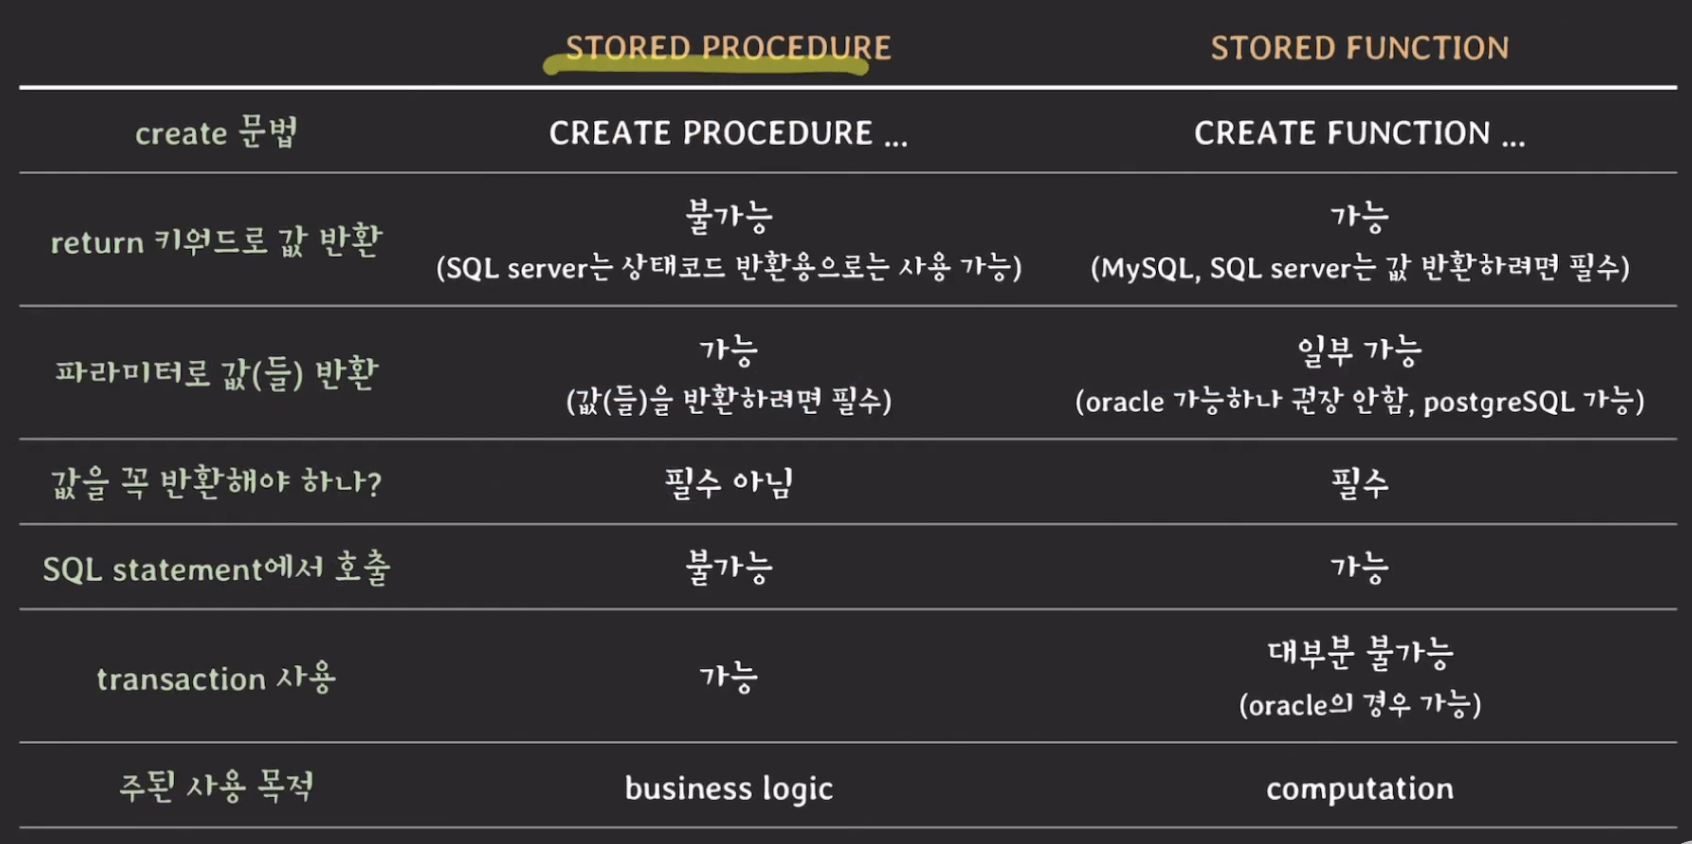 STORED PROCEDURE STORED FUNCTION
create 문법 CREATE PROCEDURE ... CREATE FUNCTION ...
return 키워드로 값 반환 불가능 가능
(SQL server는 상태코드 반환용으로는 사용 가능) (MySQL, SQL server는 값 반환하려면 필수)
파라미터로 값(들) 반환 가능 일부 가능
(값(들)을 반환하려면 필수) (oracle 가능하나 권장 안함, postgreSQL 가능)
값을 꼭 반환해야 하나? 필수 아님 필수
SQL statement에서 호출 불가능 가능
transaction 사용 가능 대부분 불가능
(oracle의 경우 가능)
주된 사용 목적 business logic computation